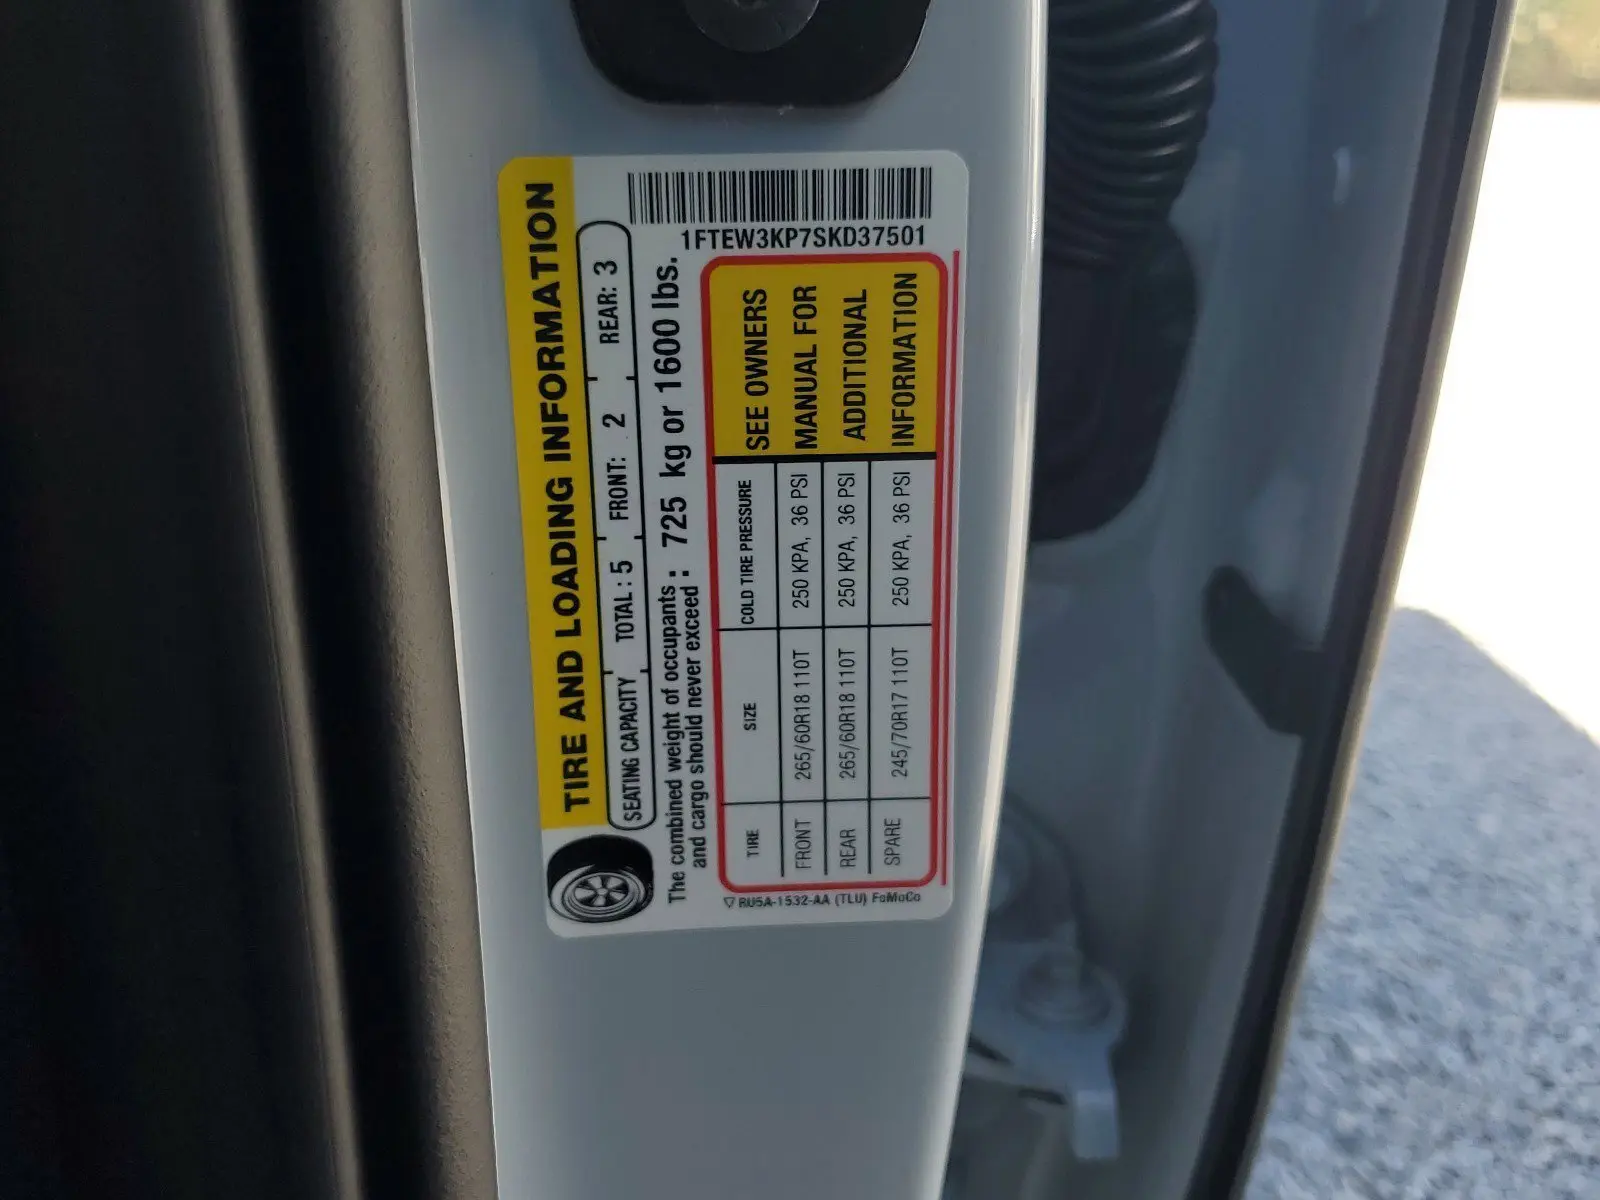 1FTEW3KP7SKD37501
TIRE AND LOADING INFORMATION
SEATING CAPACITY TOTAL : 5 FRONT: 2 REAR: 3
The combined weight of occupants
and cargo should never exceed : 725 kg or 1600 lbs.
TIRE SIZE COLD TIRE PRESSURE
FRONT 265/60R18 110T 250 KPA, 36 PSI
REAR 265/60R18 110T 250 KPA, 36 PSI
SPARE 245/70R17 110T 250 KPA, 36 PSI
SEE OWNERS
MANUAL FOR
ADDITIONAL
INFORMATION
RU5A-1532-AA (TLU) FoMoCo